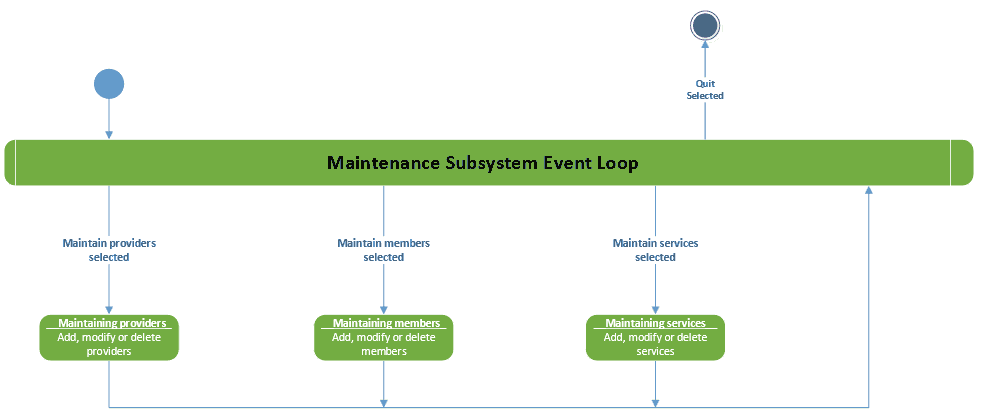 Quit
Selected
Maintenance Subsystem Event Loop
Maintain providers
selected
Maintain members
selected
Maintain services
selected
Maintaining providers
Add, modify or delete
providers
Maintaining members
Add, modify or delete
members
Maintaining services
Add, modify or delete
services